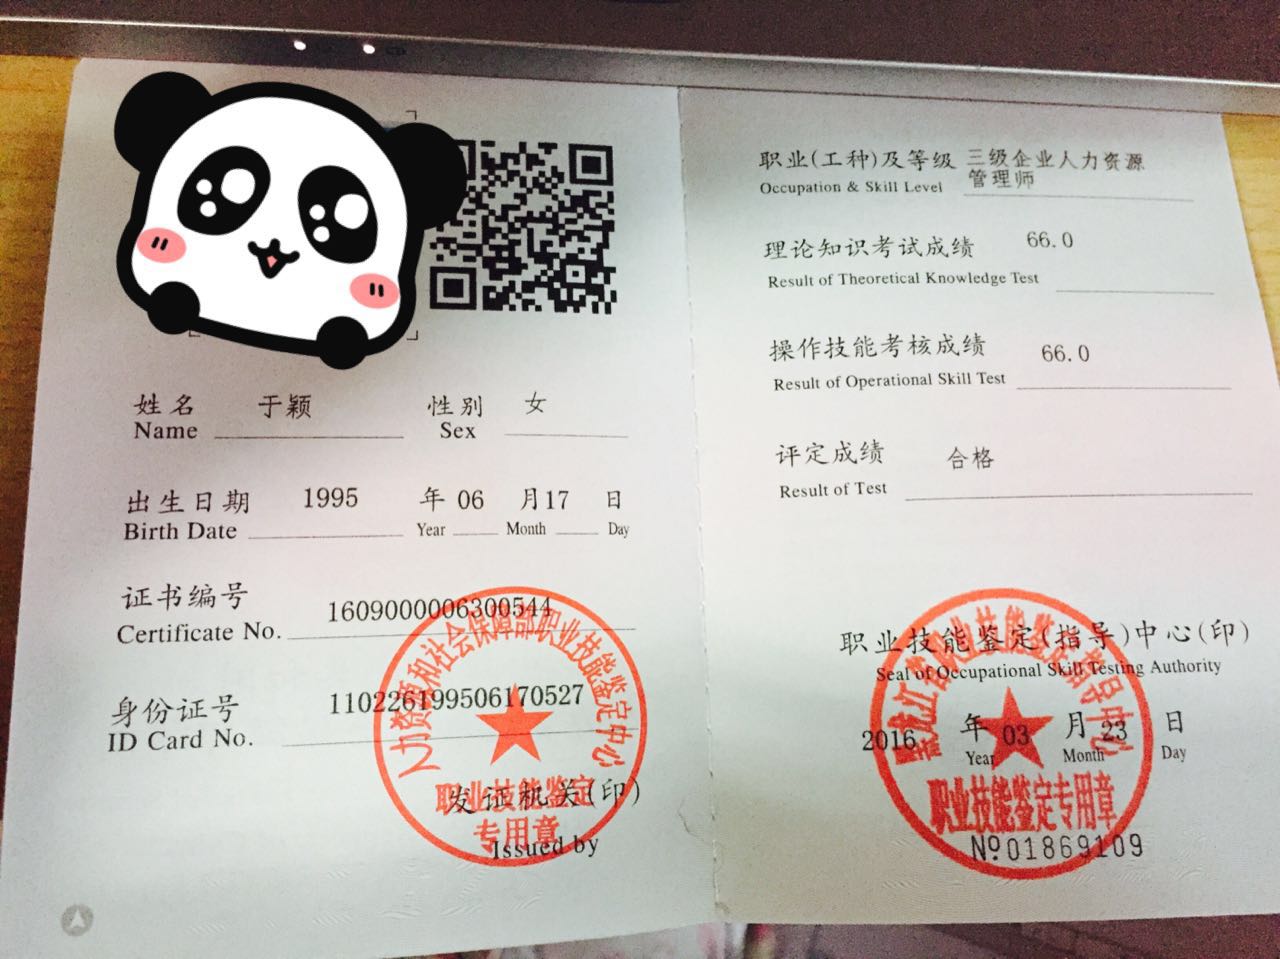 姓名 于颖 性别 女
Name Sex
出生日期 1995 年 06 月 17 日
Birth Date Year Month Day
证书编号 1609000006300544
Certificate No.
身份证号 110226199506170527
ID Card No.
人力资源和社会保障部职业技能鉴定中心
职业技能鉴定
专用章
发证机关(印)
Issued by
职业(工种)及等级 三级企业人力资源
管理师
Occupation & Skill Level
理论知识考试成绩 66.0
Result of Theoretical Knowledge Test
操作技能考核成绩 66.0
Result of Operational Skill Test
评定成绩 合格
Result of Test
职业技能鉴定(指导)中心(印)
Seal of Occupational Skill Testing Authority
黑龙江省职业技能鉴定指导中心
2016 年 03 月 23 日
Year Month Day
职业技能鉴定专用章
№01869109